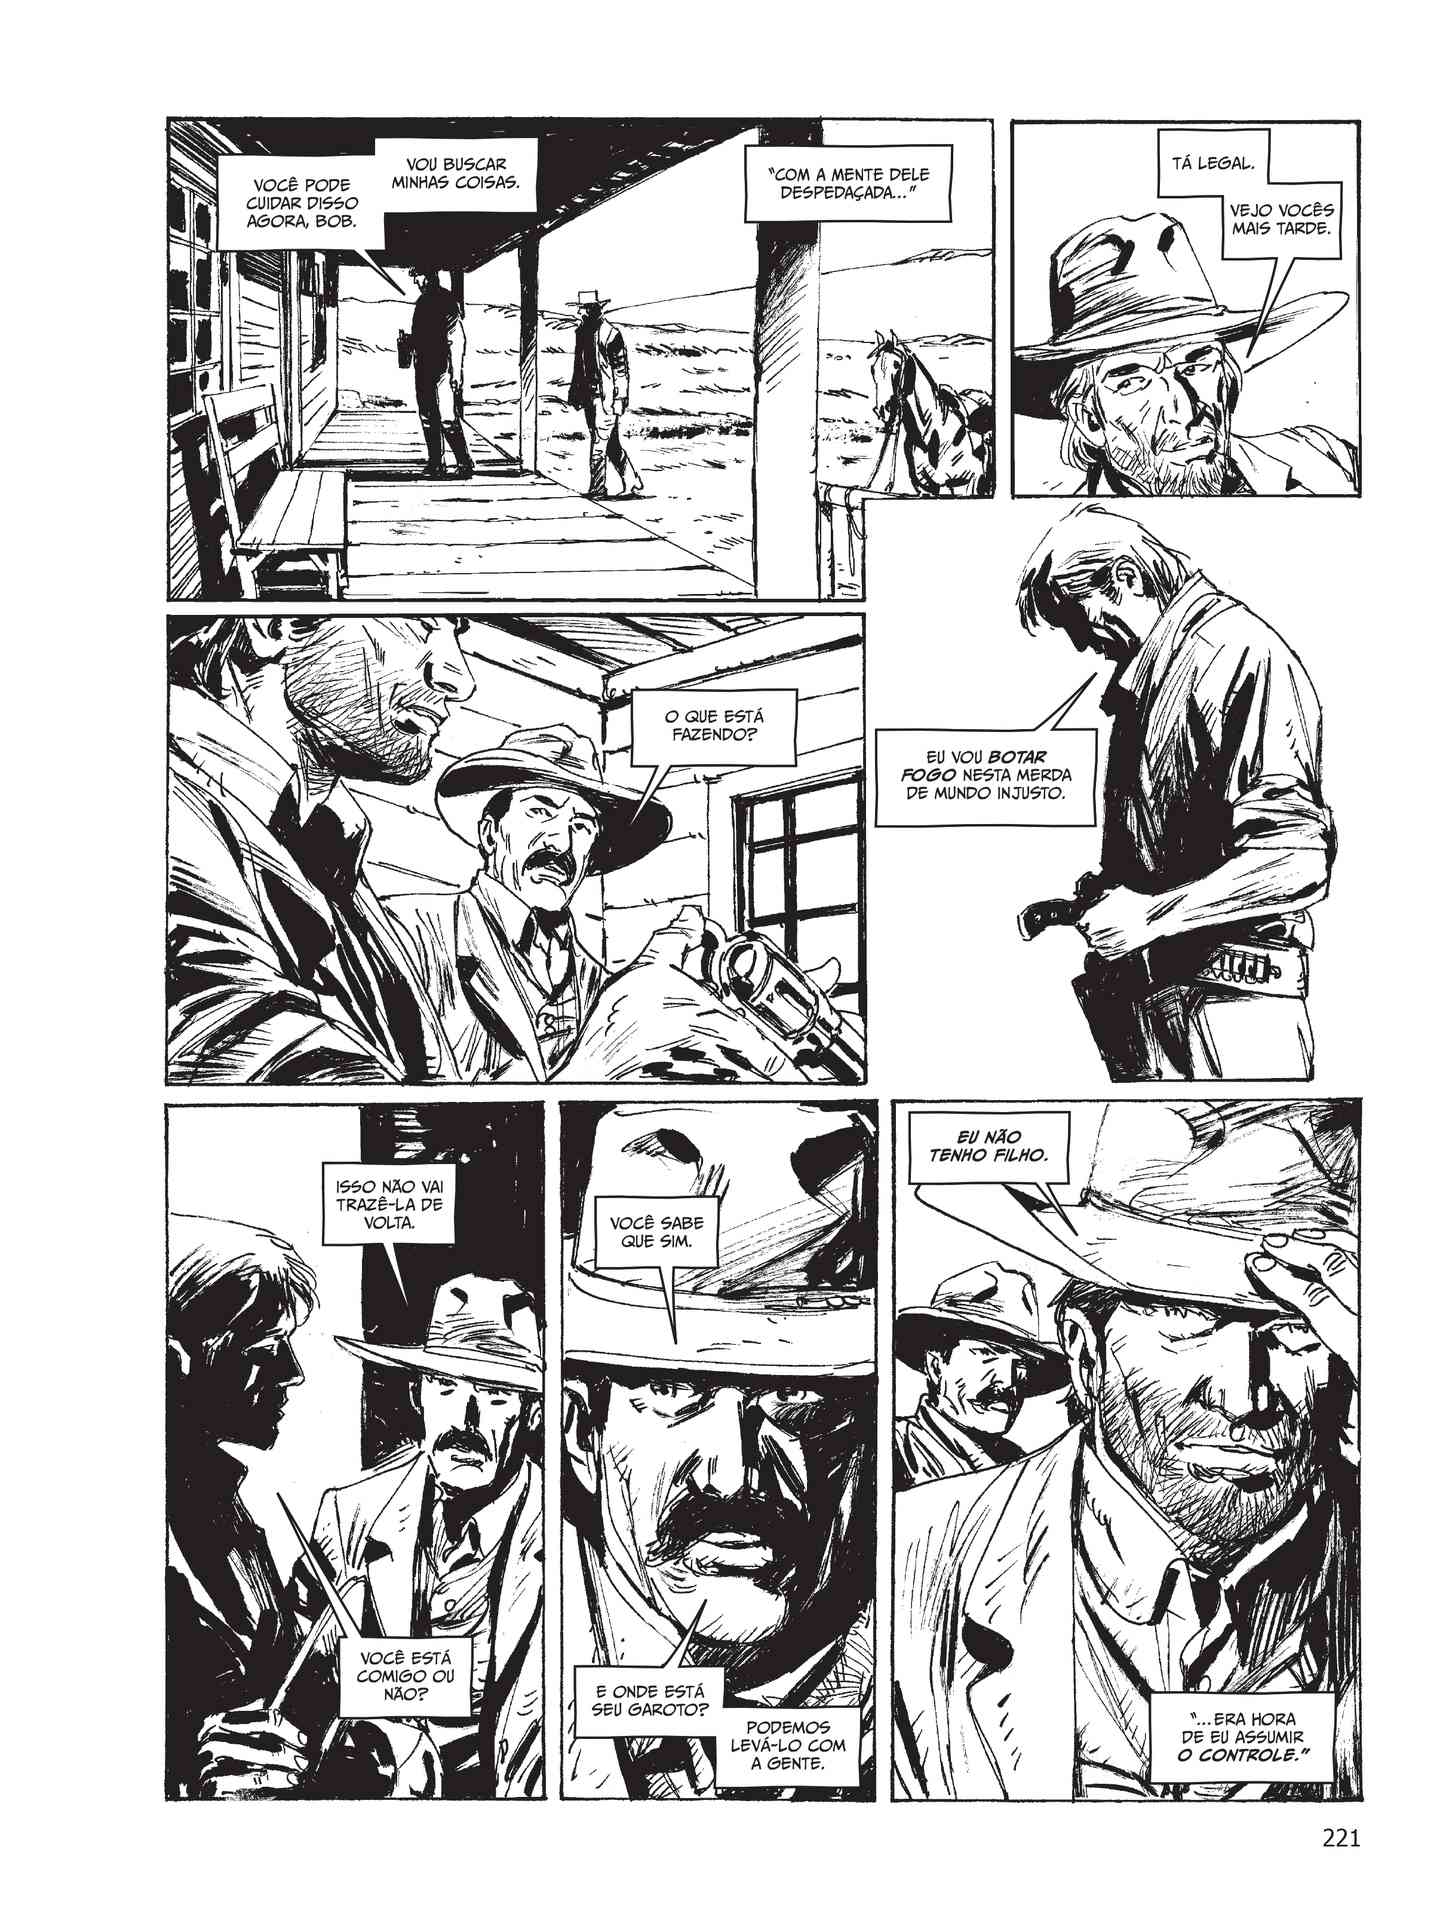 VOU BUSCAR
MINHAS COISAS.
VOCÊ PODE
CUIDAR DISSO
AGORA, BOB.
“COM A MENTE DELE
DESPEDAÇADA...”
TÁ LEGAL.
VEJO VOCÊS
MAIS TARDE.
O QUE ESTÁ
FAZENDO?
EU VOU BOTAR
FOGO NESTA MERDA
DE MUNDO INJUSTO.
ISSO NÃO VAI
TRAZÊ-LA DE
VOLTA.
VOCÊ ESTÁ
COMIGO OU
NÃO?
VOCÊ SABE
QUE SIM.
E ONDE ESTÁ
SEU GAROTO?
PODEMOS
LEVÁ-LO COM
A GENTE.
EU NÃO
TENHO FILHO.
“...ERA HORA
DE EU ASSUMIR
O CONTROLE.”
221